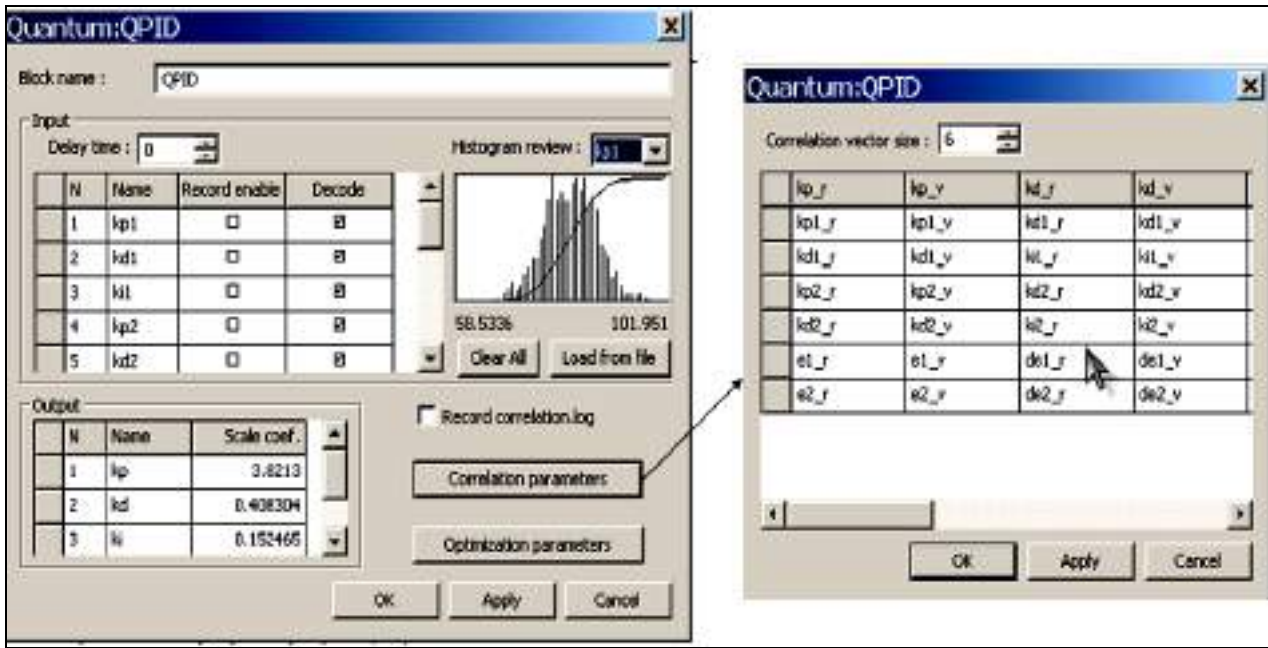 Quantum:QPID
Block name : QPID
Input
Delay time : 0
Histogram review :
N Name Record enable Decode
1 kp1
2 kd1
3 ki1
4 kp2
5 kd2
58.5336 101.951
Clear All Load from file
Output
N Name Scale coef.
1 kp 3.8213
2 kd 0.408304
3 ki 0.152465
Record correlation.log
Correlation parameters
Optimization parameters
OK Apply Cancel
Quantum:QPID
Correlation vector size : 6
kp_r kp_v kd_r kd_v
kp1_r kp1_v kd1_r kd1_v
kd1_r kd1_v ki1_r ki1_v
kp2_r kp2_v kd2_r kd2_v
kd2_r kd2_v ki2_r ki2_v
e1_r e1_v de1_r de1_v
e2_r e2_v de2_r de2_v
OK Apply Cancel